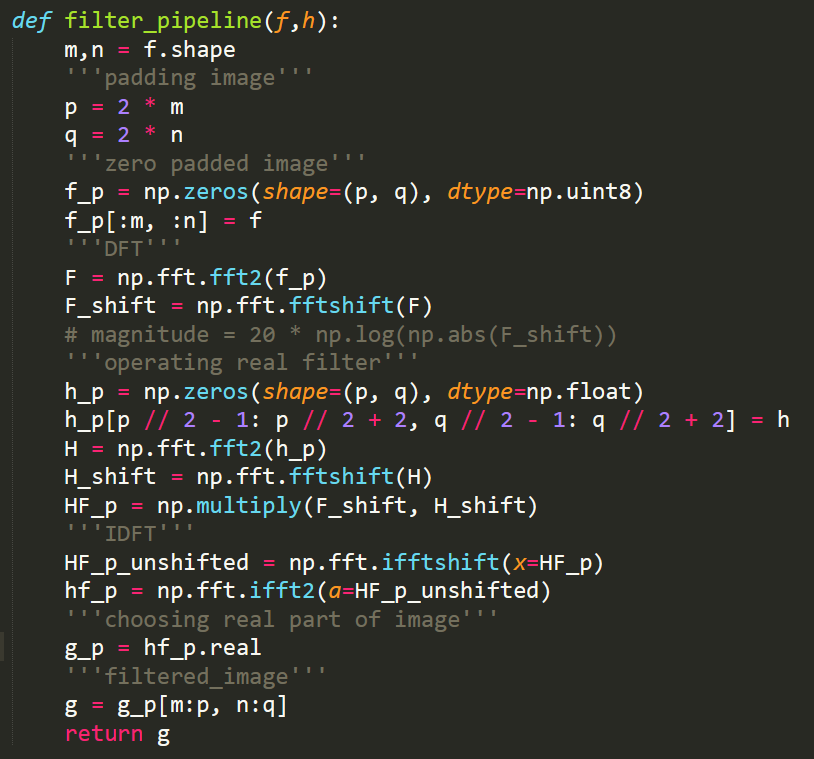 def filter_pipeline(f,h):
    m,n = f.shape
    '''padding image'''
    p = 2 * m
    q = 2 * n
    '''zero padded image'''
    f_p = np.zeros(shape=(p, q), dtype=np.uint8)
    f_p[:m, :n] = f
    '''DFT'''
    F = np.fft.fft2(f_p)
    F_shift = np.fft.fftshift(F)
    # magnitude = 20 * np.log(np.abs(F_shift))
    '''operating real filter'''
    h_p = np.zeros(shape=(p, q), dtype=np.float)
    h_p[p // 2 - 1: p // 2 + 2, q // 2 - 1: q // 2 + 2] = h
    H = np.fft.fft2(h_p)
    H_shift = np.fft.fftshift(H)
    HF_p = np.multiply(F_shift, H_shift)
    '''IDFT'''
    HF_p_unshifted = np.fft.ifftshift(x=HF_p)
    hf_p = np.fft.ifft2(a=HF_p_unshifted)
    '''choosing real part of image'''
    g_p = hf_p.real
    '''filtered_image'''
    g = g_p[m:p, n:q]
    return g